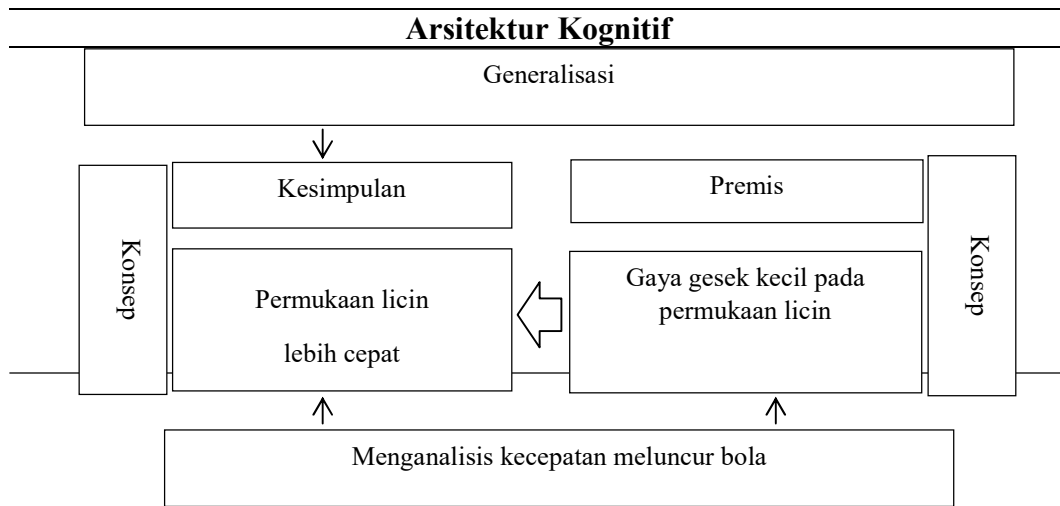 Arsitektur Kognitif
Generalisasi
Kesimpulan
Premis
Konsep
Permukaan licin
lebih cepat
Gaya gesek kecil pada
permukaan licin
Konsep
Menganalisis kecepatan meluncur bola